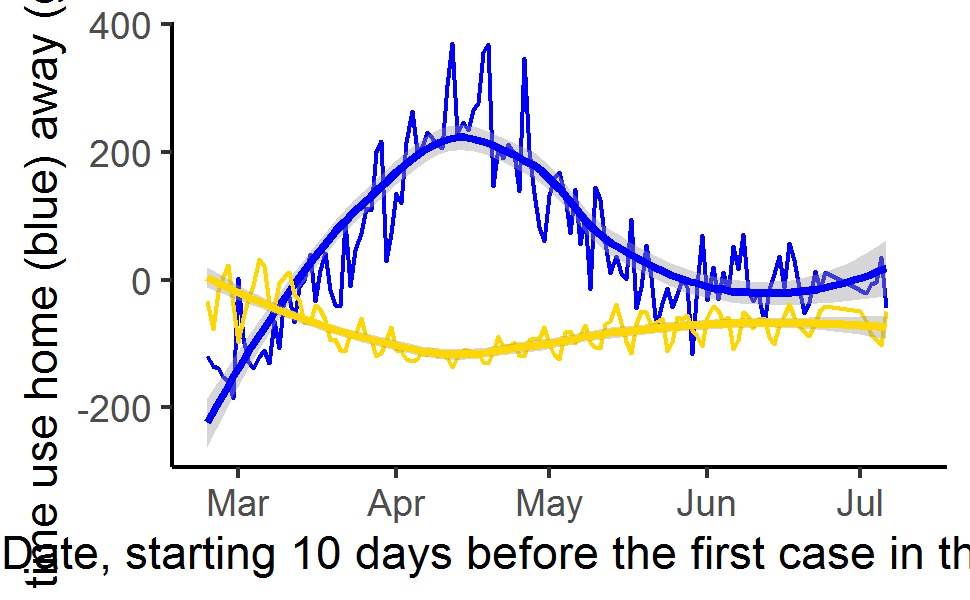 time use home (blue) away (
400
200
0
-200
Mar Apr May Jun Jul
Date, starting 10 days before the first case in th